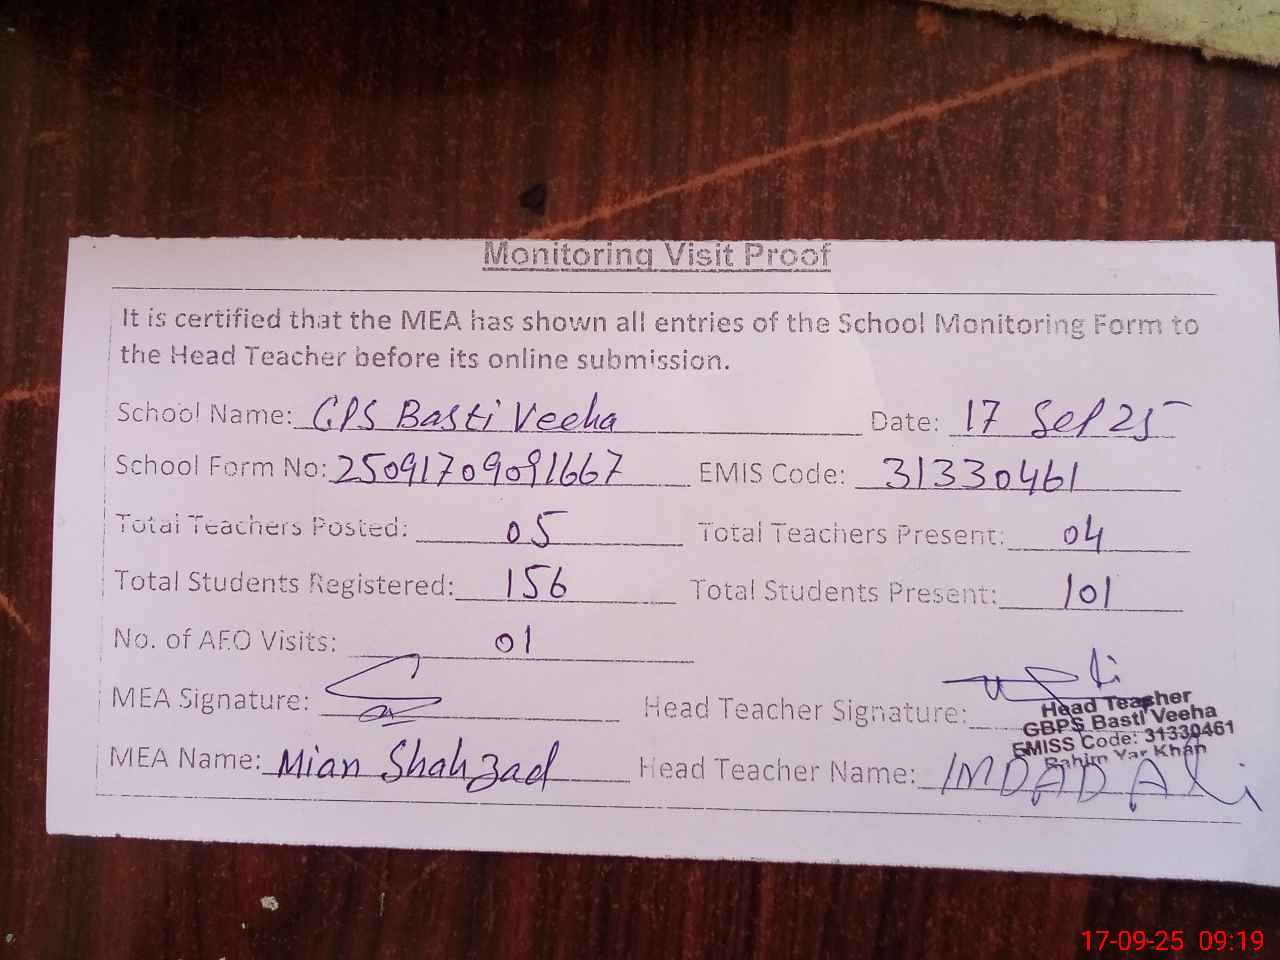 Monitoring Visit Proof
It is certified that the MEA has shown all entries of the School Monitoring Form to
the Head Teacher before its online submission.
School Name: GPS Basti Veeha Date: 17 Sep 25
School Form No: 25091709091667 EMIS Code: 31330461
Total Teachers Posted: 05 Total Teachers Present: 04
Total Students Registered: 156 Total Students Present: 101
No. of AEO Visits: 01
MEA Signature: Head Teacher Signature:
Head Teacher
GBPS Basti Veeha
EMISS Code: 31330461
Rahim Yar Khan
MEA Name: Mian Shahzad Head Teacher Name: IMDAD Ali
17-09-25 09:19